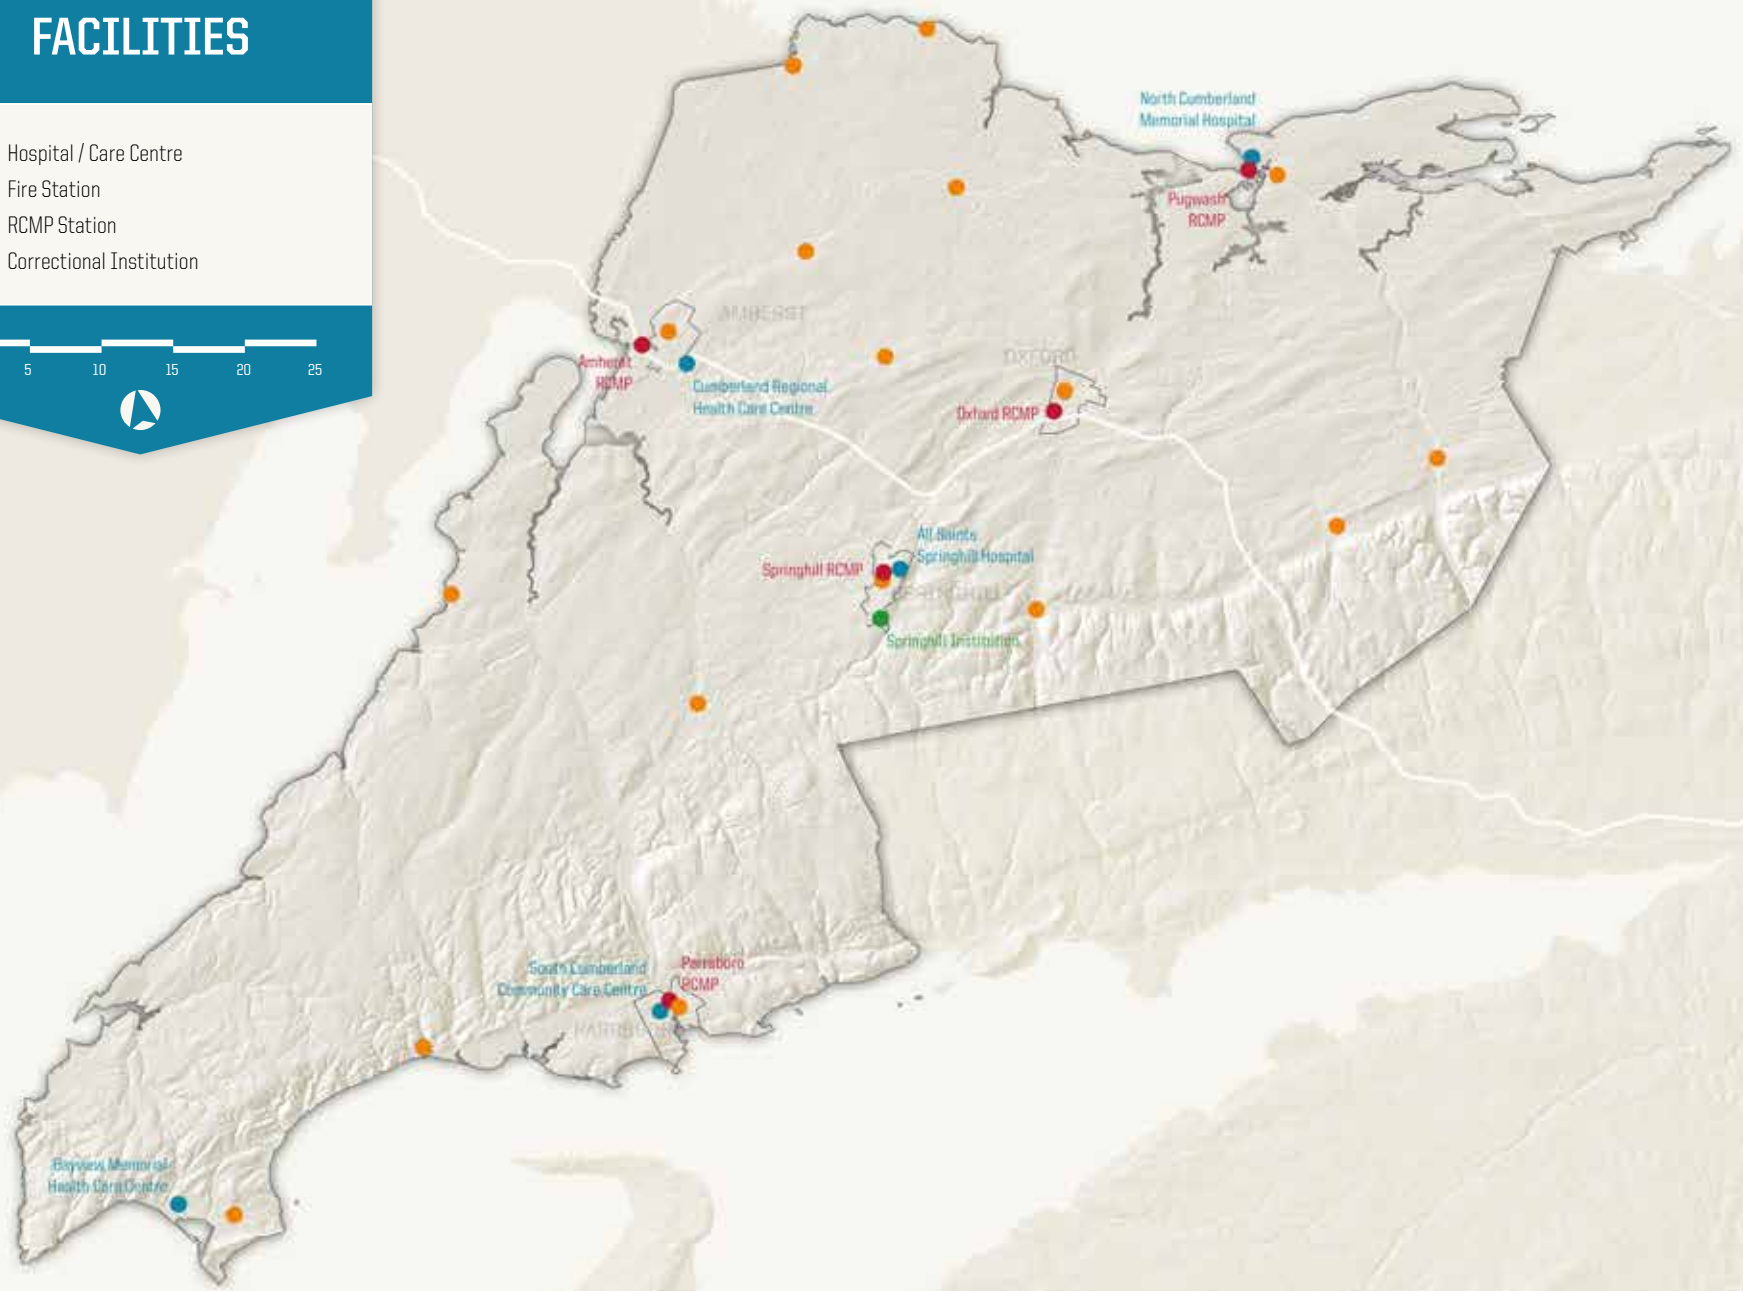 FACILITIES
Hospital / Care Centre
Fire Station
RCMP Station
Correctional Institution
5 10 15 20 25
North Cumberland
Memorial Hospital
Pugwash
RCMP
AMHERST
Amherst
RCMP
Cumberland Regional
Health Care Centre
OXFORD
Oxford RCMP
All Saints
Springhill Hospital
Springhill RCMP
SPRINGHILL
Springhill Institution
South Cumberland
Community Care Centre
Parrsboro
RCMP
PARRSBORO
Bayview Memorial
Health Care Centre